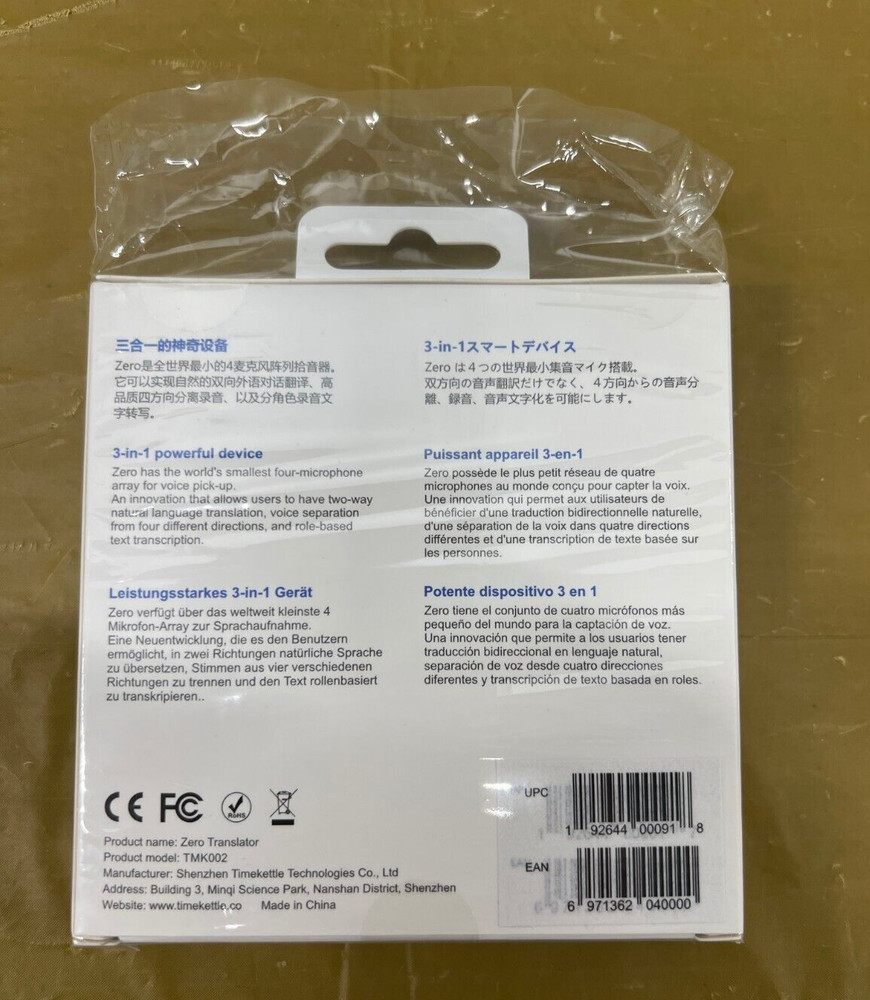 三合一的神奇设备
Zero是全世界最小的4麦克风阵列拾音器。
它可以实现自然的双向外语对话翻译、高
品质四方向分离录音、以及分角色录音文
字转写。
3-in-1スマートデバイス
Zero は４つの世界最小集音マイク搭載。
双方向の音声翻訳だけでなく、４方向からの音声分
離、録音、音声文字化を可能にします。
3-in-1 powerful device
Zero has the world's smallest four-microphone
array for voice pick-up.
An innovation that allows users to have two-way
natural language translation, voice separation
from four different directions, and role-based
text transcription.
Puissant appareil 3-en-1
Zero possède le plus petit réseau de quatre
microphones au monde conçu pour capter la voix.
Une innovation qui permet aux utilisateurs de
bénéficier d'une traduction bidirectionnelle naturelle,
d'une séparation de la voix dans quatre directions
différentes et d'une transcription de texte basée sur
les personnes.
Leistungsstarkes 3-in-1 Gerät
Zero verfügt über das weltweit kleinste 4
Mikrofon-Array zur Sprachaufnahme.
Eine Neuentwicklung, die es den Benutzern
ermöglicht, in zwei Richtungen natürliche Sprache
zu übersetzen, Stimmen aus vier verschiedenen
Richtungen zu trennen und den Text rollenbasiert
zu transkripieren..
Potente dispositivo 3 en 1
Zero tiene el conjunto de cuatro micrófonos más
pequeño del mundo para la captación de voz.
Una innovación que permite a los usuarios tener
traducción bidireccional en lenguaje natural,
separación de voz desde cuatro direcciones
diferentes y transcripción de texto basada en roles.
CE FC RoHS
Product name: Zero Translator
Product model: TMK002
Manufacturer: Shenzhen Timekettle Technologies Co., Ltd
Address: Building 3, Minqi Science Park, Nanshan District, Shenzhen
Website: www.timekettle.co Made in China
UPC
1 92644 00091 8
EAN
6 971362 040000